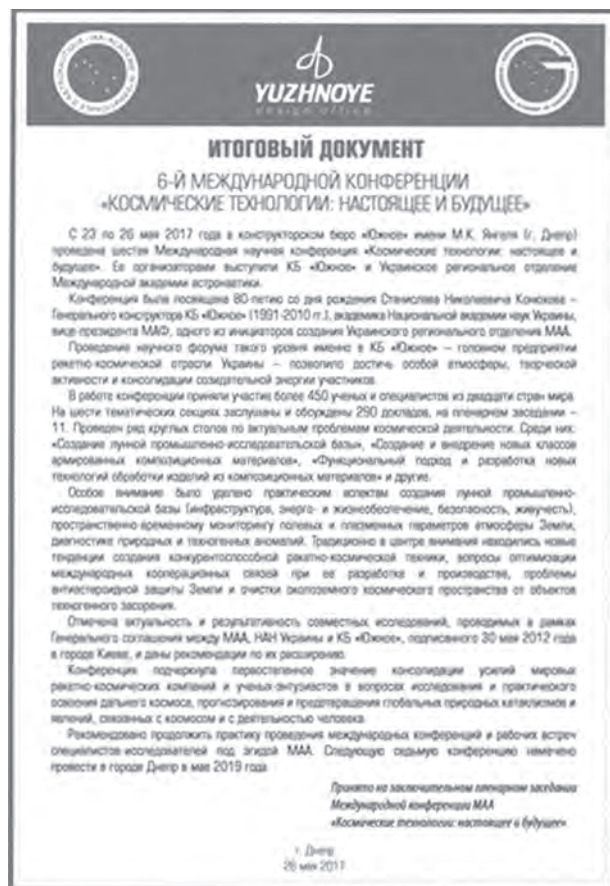 YUZHNOYE
design office
ИТОГОВЫЙ ДОКУМЕНТ
6-Й МЕЖДУНАРОДНОЙ КОНФЕРЕНЦИИ
«КОСМИЧЕСКИЕ ТЕХНОЛОГИИ: НАСТОЯЩЕЕ И БУДУЩЕЕ»
С 23 по 26 мая 2017 года в конструкторском бюро «Южное» имени М.К. Янгеля (г. Днепр)
проведена шестая Международная научная конференция «Космические технологии: настоящее и
будущее». Ее организаторами выступили КБ «Южное» и Украинское региональное отделение
Международной академии астронавтики.
Конференция была посвящена 80-летию со дня рождения Станислава Николаевича Конюхова –
Генерального конструктора КБ «Южное» (1991-2010 гг.), академика Национальной академии наук Украины,
вице-президента МАФ, одного из инициаторов создания Украинского регионального отделения МАА.
Проведение научного форума такого уровня именно в КБ «Южное» – головном предприятии
ракетно-космической отрасли Украины – позволило достичь особой атмосферы, творческой
активности и консолидации созидательной энергии участников.
В работе конференции приняли участие более 450 ученых и специалистов из двадцати стран мира.
На шести тематических секциях заслушаны и обсуждены 290 докладов, на пленарном заседании –
11. Проведен ряд круглых столов по актуальным проблемам космической деятельности. Среди них:
«Создание лунной промышленно-исследовательской базы», «Создание и внедрение новых классов
армированных композиционных материалов», «Функциональный подход и разработка новых
технологий обработки изделий из композиционных материалов» и другие.
Особое внимание было уделено практическим аспектам создания лунной промышленно-
исследовательской базы (инфраструктура, энерго- и жизнеобеспечение, безопасность, живучесть),
пространственно-временному мониторингу полевых и плазменных параметров атмосферы Земли,
диагностике природных и техногенных аномалий. Традиционно в центре внимания находились новые
тенденции создания конкурентоспособной ракетно-космической техники, вопросы оптимизации
международных кооперационных связей при ее разработке и производстве, проблемы
антиастероидной защиты Земли и очистки околоземного космического пространства от объектов
техногенного засорения.
Отмечена актуальность и результативность совместных исследований, проводимых в рамках
Генерального соглашения между МАА, НАН Украины и КБ «Южное», подписанного 30 мая 2012 года
в городе Киеве, и даны рекомендации по их расширению.
Конференция подчеркнула первостепенное значение консолидации усилий мировых
ракетно-космических компаний и ученых-энтузиастов в вопросах исследования и практического
освоения дальнего космоса, прогнозирования и предотвращения глобальных природных катаклизмов и
явлений, связанных с космосом и с деятельностью человека.
Рекомендовано продолжить практику проведения международных конференций и рабочих встреч
специалистов-исследователей под эгидой МАА. Следующую седьмую конференцию намечено
провести в городе Днепр в мае 2019 года.
Принято на заключительном пленарном заседании
Международной конференции МАА
«Космические технологии: настоящее и будущее»
г. Днепр
26 мая 2017